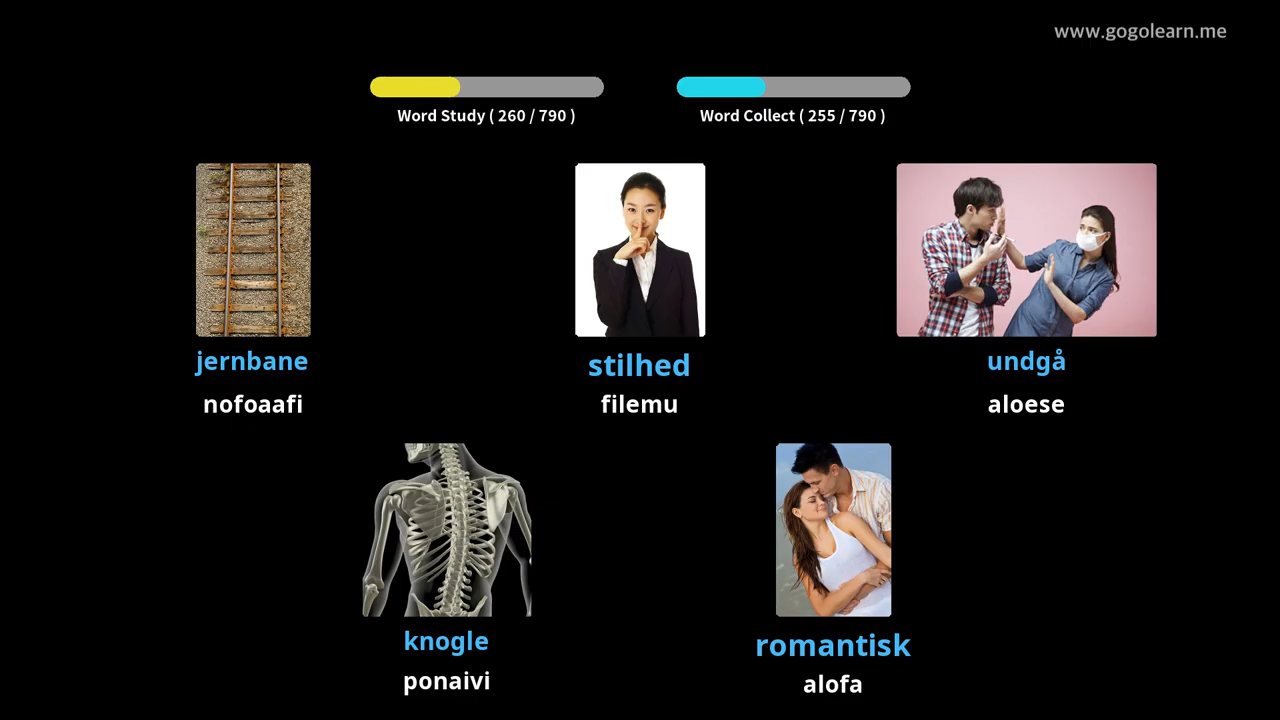 www.gogolearn.me
Word Study ( 260 / 790 )
Word Collect ( 255 / 790 )
jernbane
stilhed
undgå
nofoaafi
filemu
aloese
knogle
romantisk
ponaivi
alofa